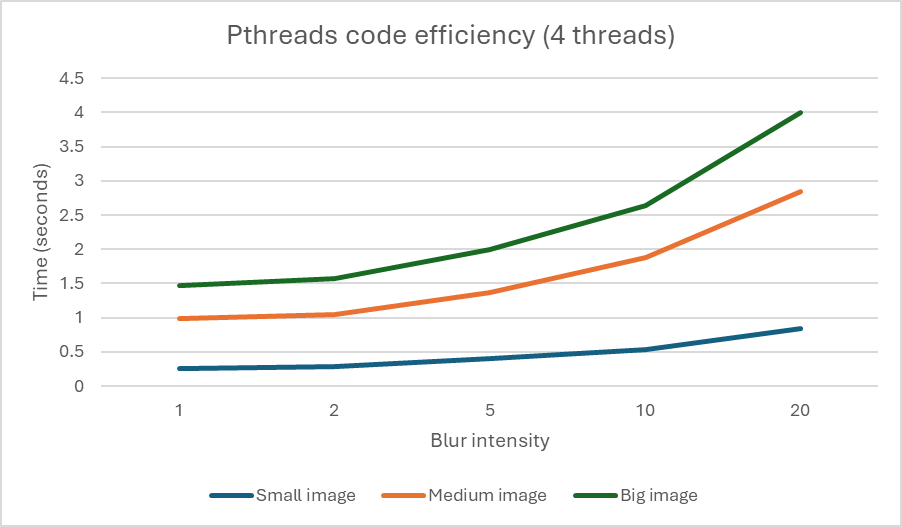 Pthreads code efficiency (4 threads)
4.5
4
3.5
3
2.5
2
1.5
1
0.5
0
Time (seconds)
1 2 5 10 20
Blur intensity
Small image Medium image Big image